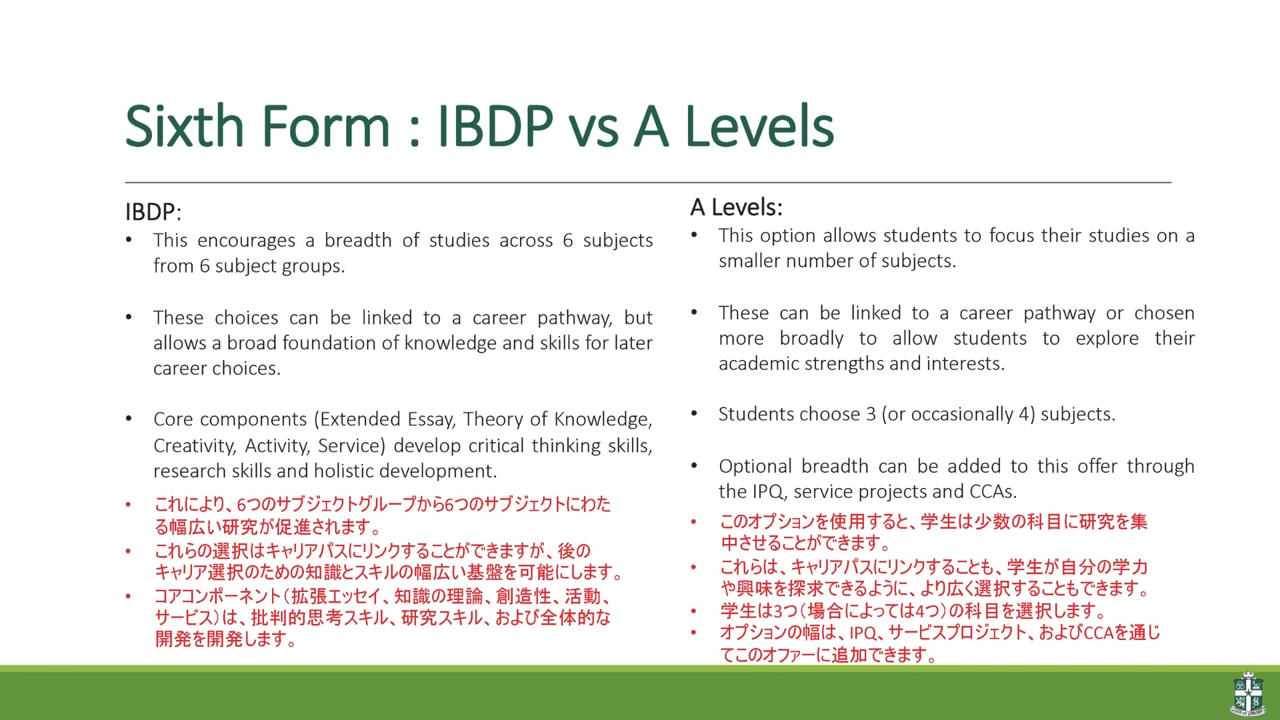 Sixth Form : IBDP vs A Levels
IBDP:
• This encourages a breadth of studies across 6 subjects
from 6 subject groups.
• These choices can be linked to a career pathway, but
allows a broad foundation of knowledge and skills for later
career choices.
• Core components (Extended Essay, Theory of Knowledge,
Creativity, Activity, Service) develop critical thinking skills,
research skills and holistic development.
• これにより、6つのサブジェクトグループから6つのサブジェクトにわた
る幅広い研究が促進されます。
• これらの選択はキャリアパスにリンクすることができますが、後の
キャリア選択のための知識とスキルの幅広い基盤を可能にします。
• コアコンポーネント(拡張エッセイ、知識の理論、創造性、活動、
サービス)は、批判的思考スキル、研究スキル、および全体的な
開発を開発します。
A Levels:
• This option allows students to focus their studies on a
smaller number of subjects.
• These can be linked to a career pathway or chosen
more broadly to allow students to explore their
academic strengths and interests.
• Students choose 3 (or occasionally 4) subjects.
• Optional breadth can be added to this offer through
the IPQ, service projects and CCAs.
• このオプションを使用すると、学生は少数の科目に研究を集
中させることができます。
• これらは、キャリアパスにリンクすることも、学生が自分の学力
や興味を探求できるように、より広く選択することもできます。
• 学生は3つ(場合によっては4つ)の科目を選択します。
• オプションの幅は、IPQ、サービスプロジェクト、およびCCAを通じ
てこのオファーに追加できます。